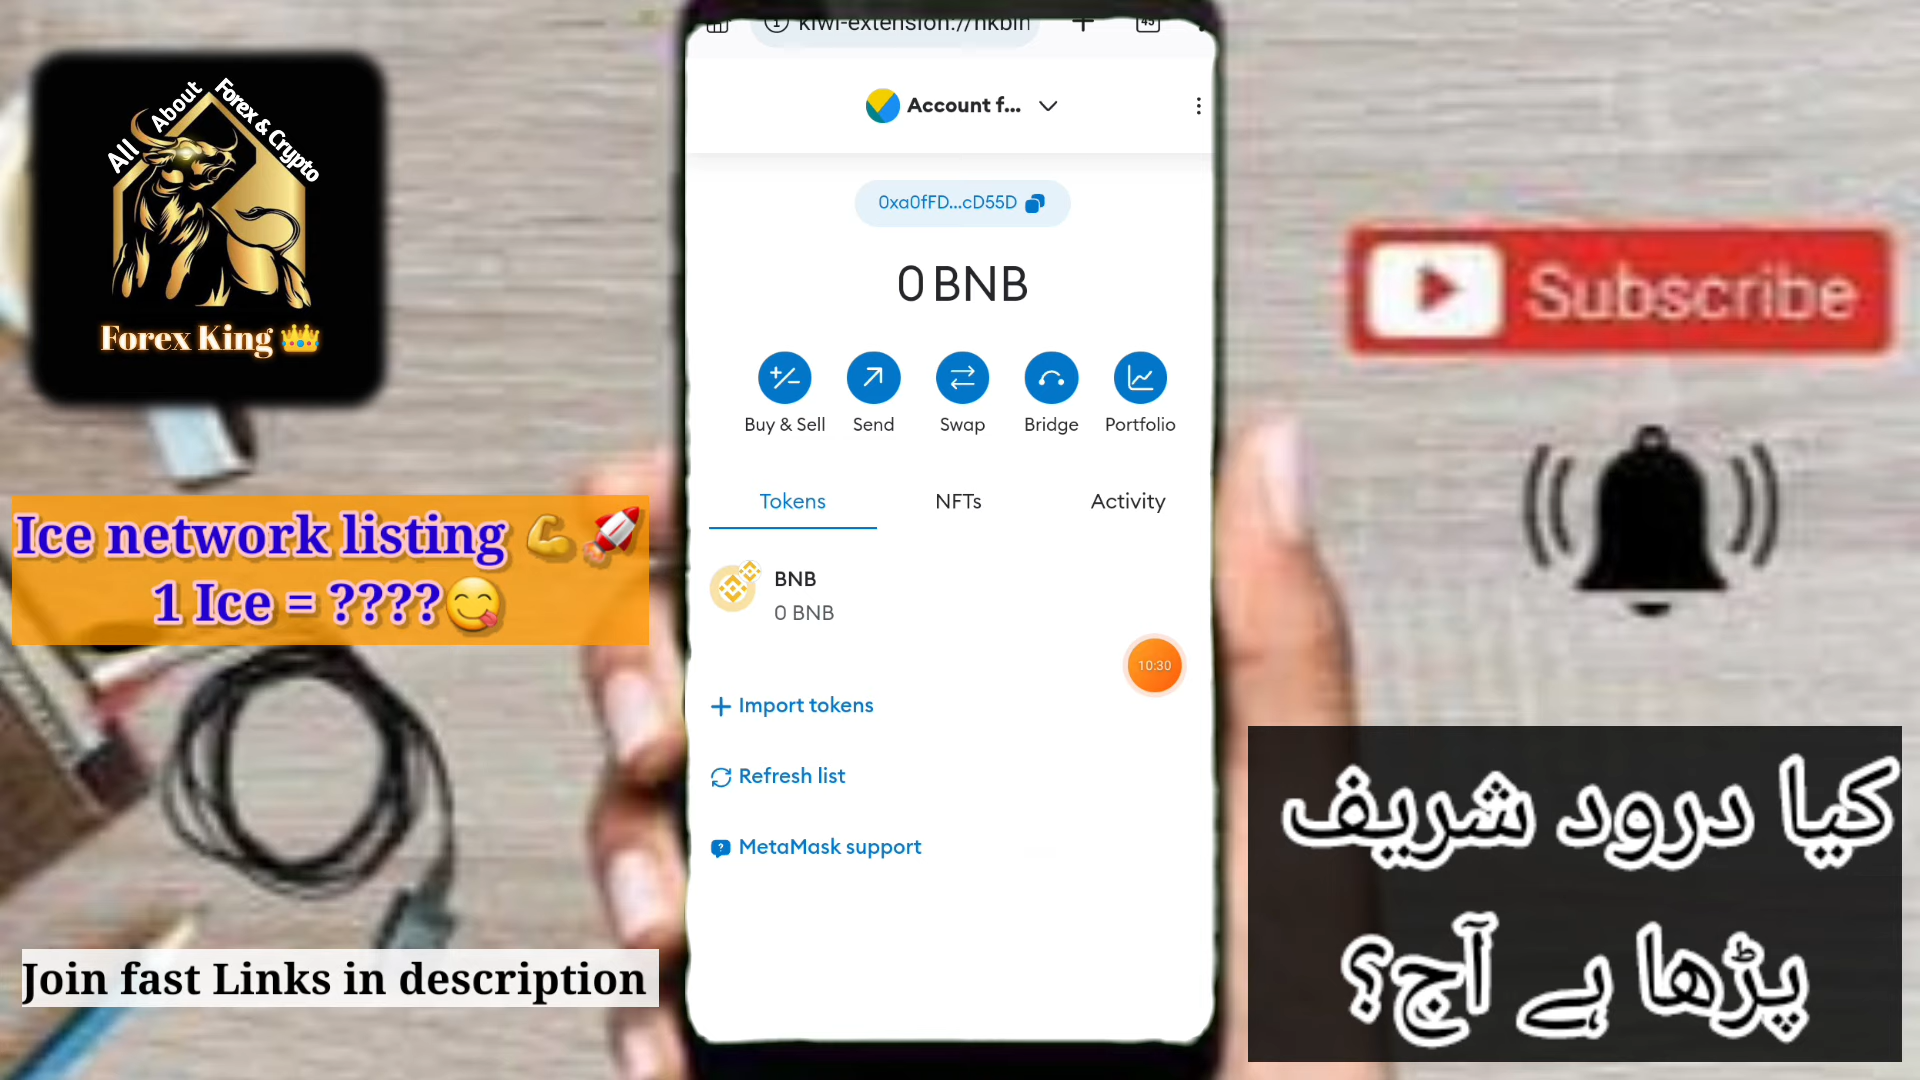 All About Forex & Crypto
Forex King 👑
Ice network listing 💪🚀
1 Ice = ????😋
Join fast Links in description
kiwi-extension://nkbin
45
Account f...
0xa0fFD...cD55D
0 BNB
Buy & Sell
Send
Swap
Bridge
Portfolio
Tokens
NFTs
Activity
BNB
0 BNB
10:30
Import tokens
Refresh list
MetaMask support
Subscribe
کیا درود شریف
پڑھا ہے آج؟